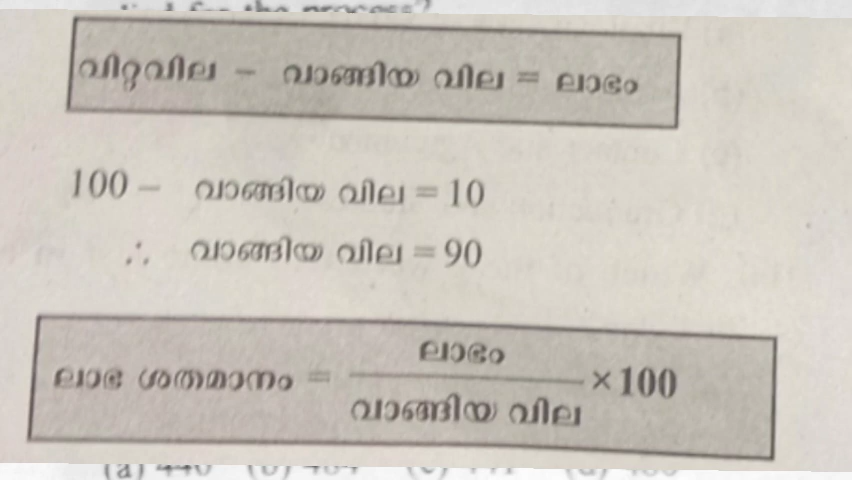 വിറ്റവില – വാങ്ങിയ വില = ലാഭം
100 – വാങ്ങിയ വില = 10
∴ വാങ്ങിയ വില = 90
ലാഭ ശതമാനം = ലാഭം / വാങ്ങിയ വില × 100